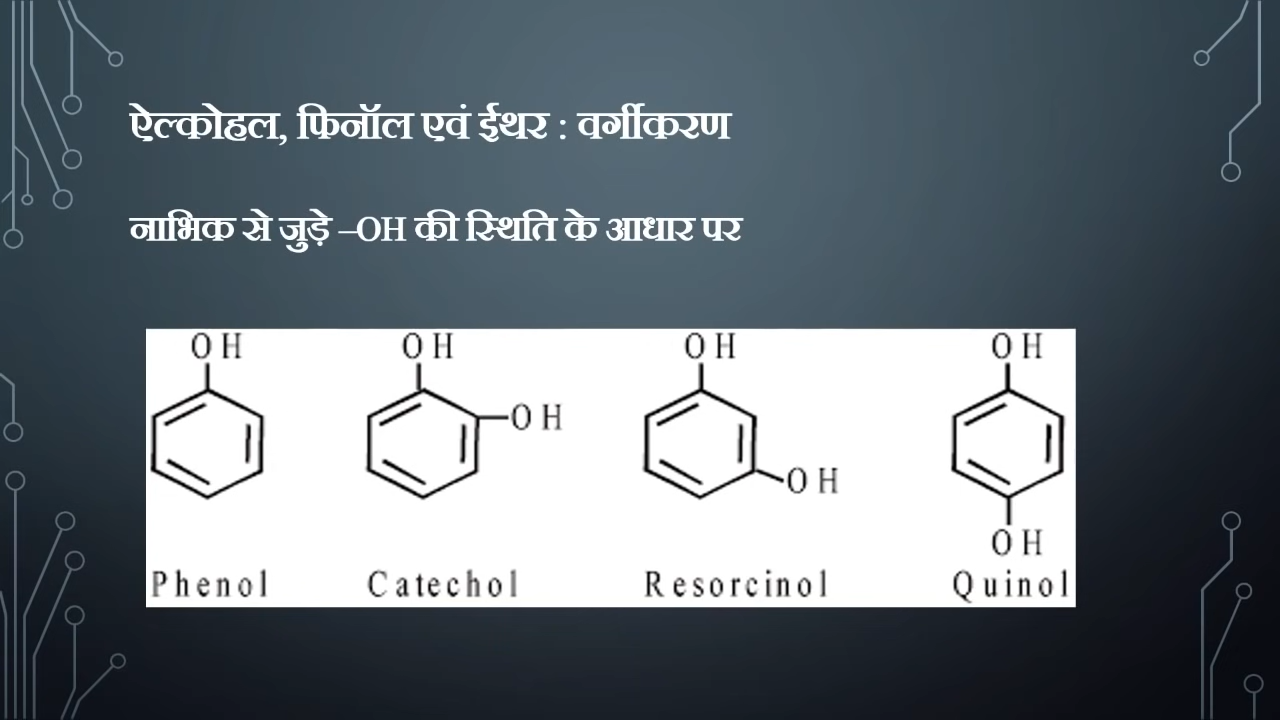 ऐल्कोहल, फिनॉल एवं ईथर : वर्गीकरण
नाभिक से जुड़े –OH की स्थिति के आधार पर
OH OH OH OH
OH
OH
OH
Phenol Catechol Resorcinol Quinol